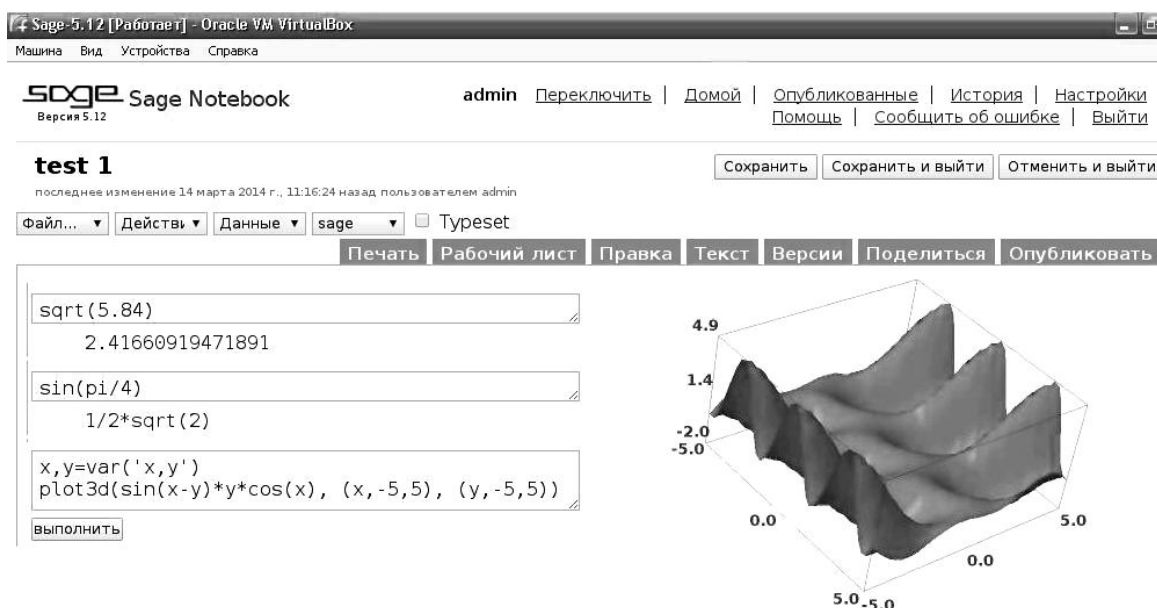 Sage-5.12 [Работает] - Oracle VM VirtualBox
Машина Вид Устройства Справка
sage Sage Notebook
Версия 5.12
admin Переключить | Домой | Опубликованные | История | Настройки
Помощь | Сообщить об ошибке | Выйти
test 1
Сохранить Сохранить и выйти Отменить и выйти
последнее изменение 14 марта 2014 г., 11:16:24 назад пользователем admin
Файл... Действи Данные sage Typeset
Печать Рабочий лист Правка Текст Версии Поделиться Опубликовать
sqrt(5.84)
2.41660919471891
sin(pi/4)
1/2*sqrt(2)
x,y=var('x,y')
plot3d(sin(x-y)*y*cos(x), (x,-5,5), (y,-5,5))
выполнить
4.9
1.4
-2.0
-5.0
0.0
5.0
0.0
5.0
-5.0